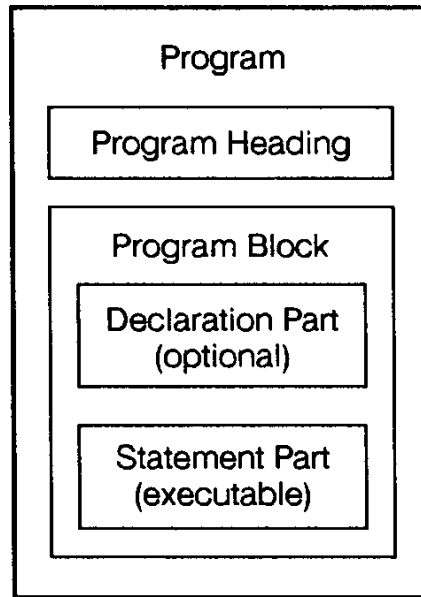 Program
Program Heading
Program Block
Declaration Part
(optional)
Statement Part
(executable)